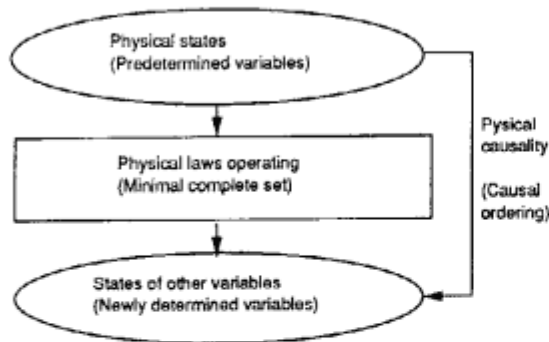 Physical states
(Predetermined variables)
Pysical
causality
(Causal
ordering)
Physical laws operating
(Minimal complete set)
States of other variables
(Newly determined variables)